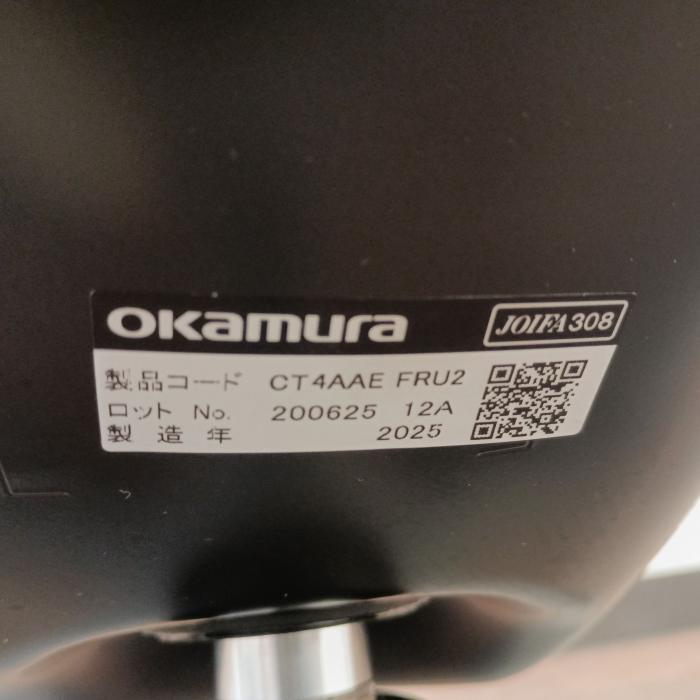 OKamura
JOIFA308
製品コード CT4AAE FRU2
ロット No. 200625 12A
製造年 2025